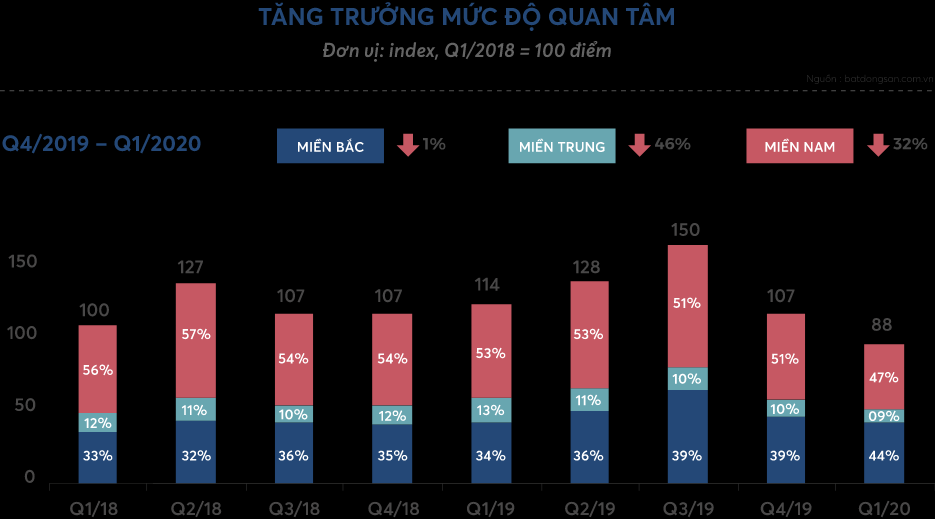 TĂNG TRƯỞNG MỨC ĐỘ QUAN TÂM
Đơn vị: index, Q1/2018 = 100 điểm
Nguồn : batdongsan.com.vn
Q4/2019 – Q1/2020 MIỀN BẮC 1% MIỀN TRUNG 46% MIỀN NAM 32%
150
100
50
0
100 127 107 107 114 128 150 107 88
56% 57% 54% 54% 53% 53% 51% 51% 47%
12% 11% 10% 12% 13% 11% 10% 10% 09%
33% 32% 36% 35% 34% 36% 39% 39% 44%
Q1/18 Q2/18 Q3/18 Q4/18 Q1/19 Q2/19 Q3/19 Q4/19 Q1/20